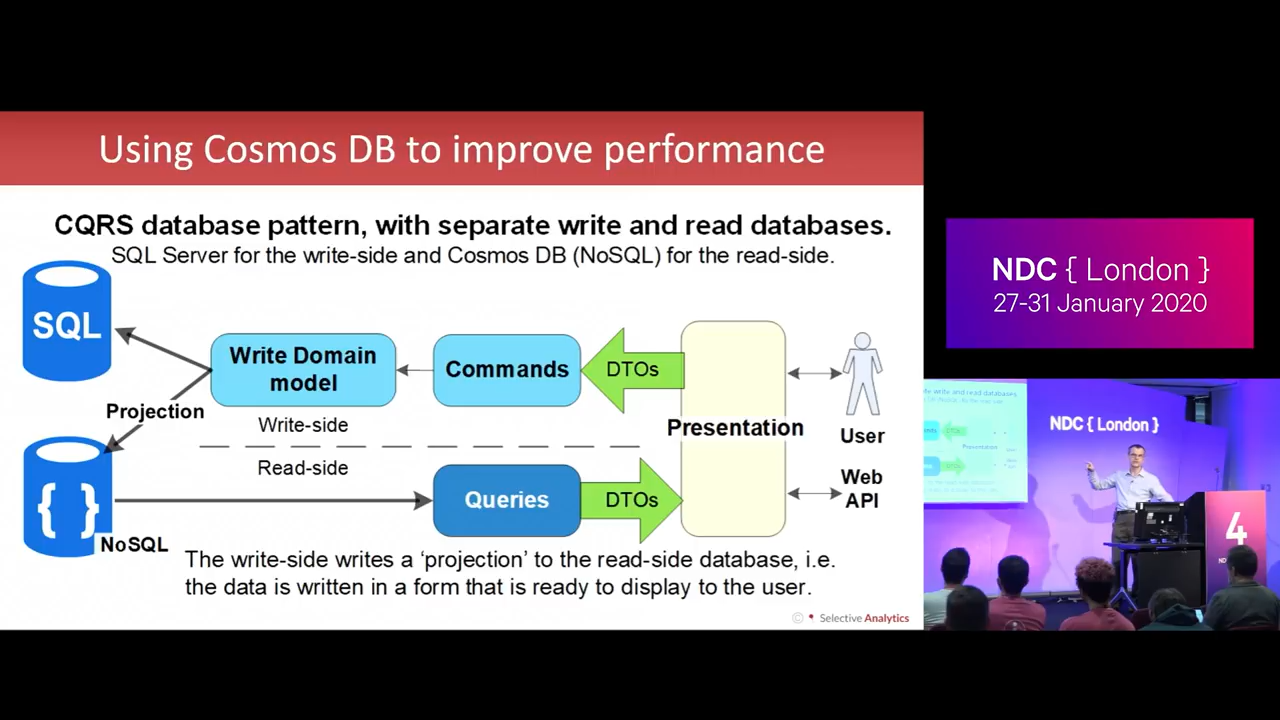 Using Cosmos DB to improve performance
CQRS database pattern, with separate write and read databases.
SQL Server for the write-side and Cosmos DB (NoSQL) for the read-side.
SQL
Write Domain
model
Commands
DTOs
Projection
Write-side
Presentation
User
Read-side
{ }
Queries
DTOs
Web
API
NoSQL
The write-side writes a ‘projection’ to the read-side database, i.e.
the data is written in a form that is ready to display to the user.
Selective Analytics
NDC { London }
27-31 January 2020
NDC { London }
4